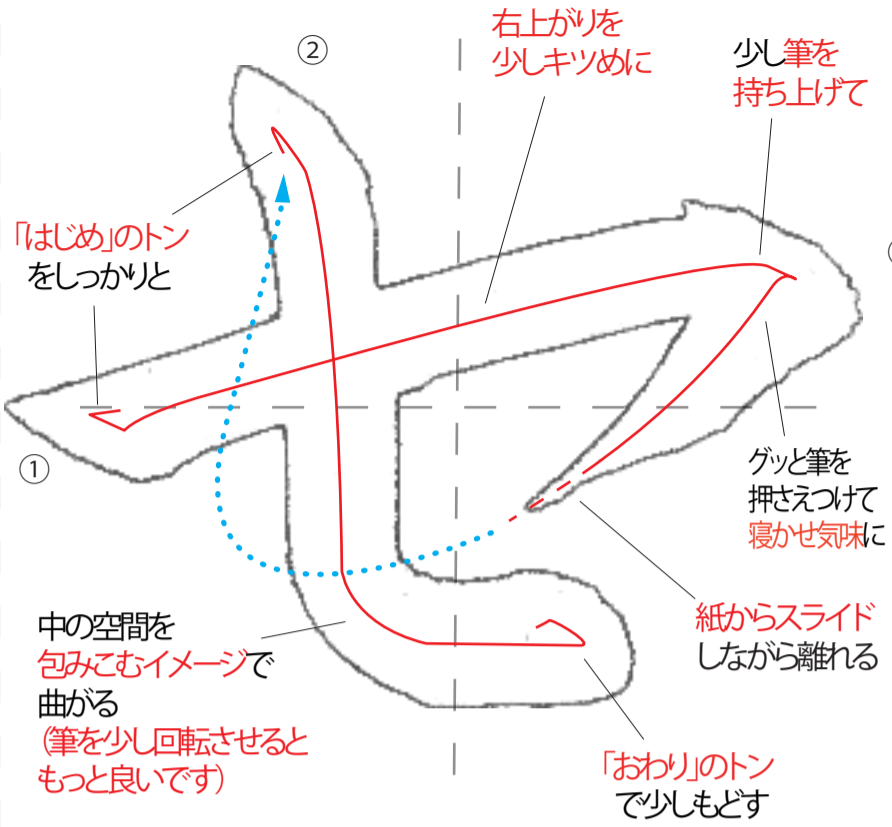 ②
右上がりを
少しキツめに
少し筆を
持ち上げて
「はじめ」のトン
をしっかりと
①
グッと筆を
押さえつけて
寝かせ気味に
紙からスライド
しながら離れる
中の空間を
包みこむイメージで
曲がる
(筆を少し回転させると
もっと良いです)
「おわり」のトン
で少しもどす